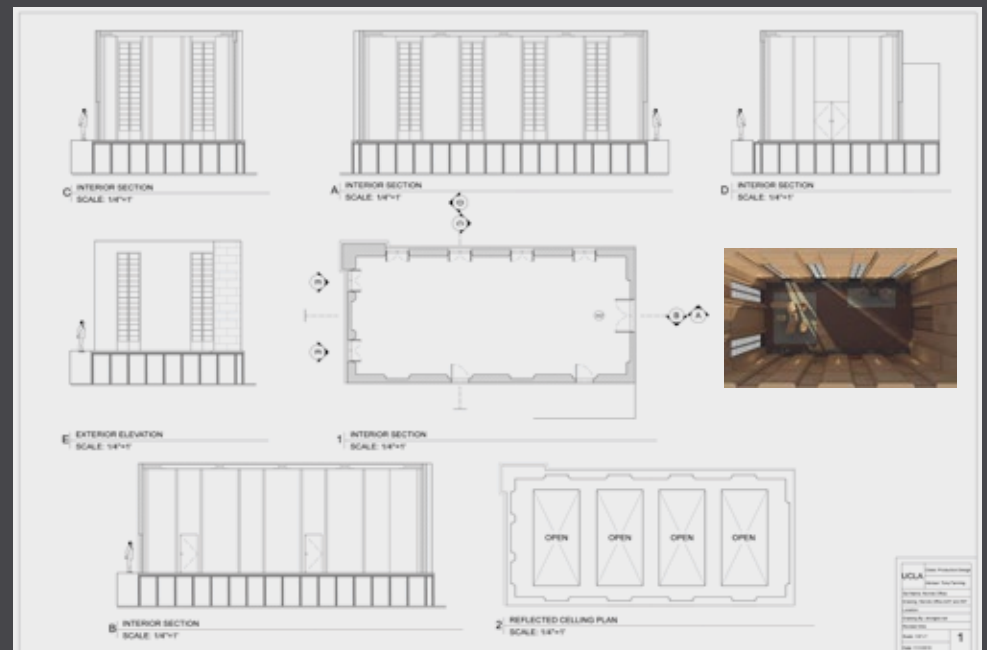 C INTERIOR SECTION
SCALE: 1/4"=1'
A INTERIOR SECTION
SCALE: 1/4"=1'
D INTERIOR SECTION
SCALE: 1/4"=1'
B A
E EXTERIOR ELEVATION
SCALE: 1/4"=1'
1 INTERIOR SECTION
SCALE: 1/4"=1'
OPEN OPEN OPEN OPEN
B INTERIOR SECTION
SCALE: 1/4"=1'
2 REFLECTED CELLING PLAN
SCALE: 1/4"=1'
UCLA
1